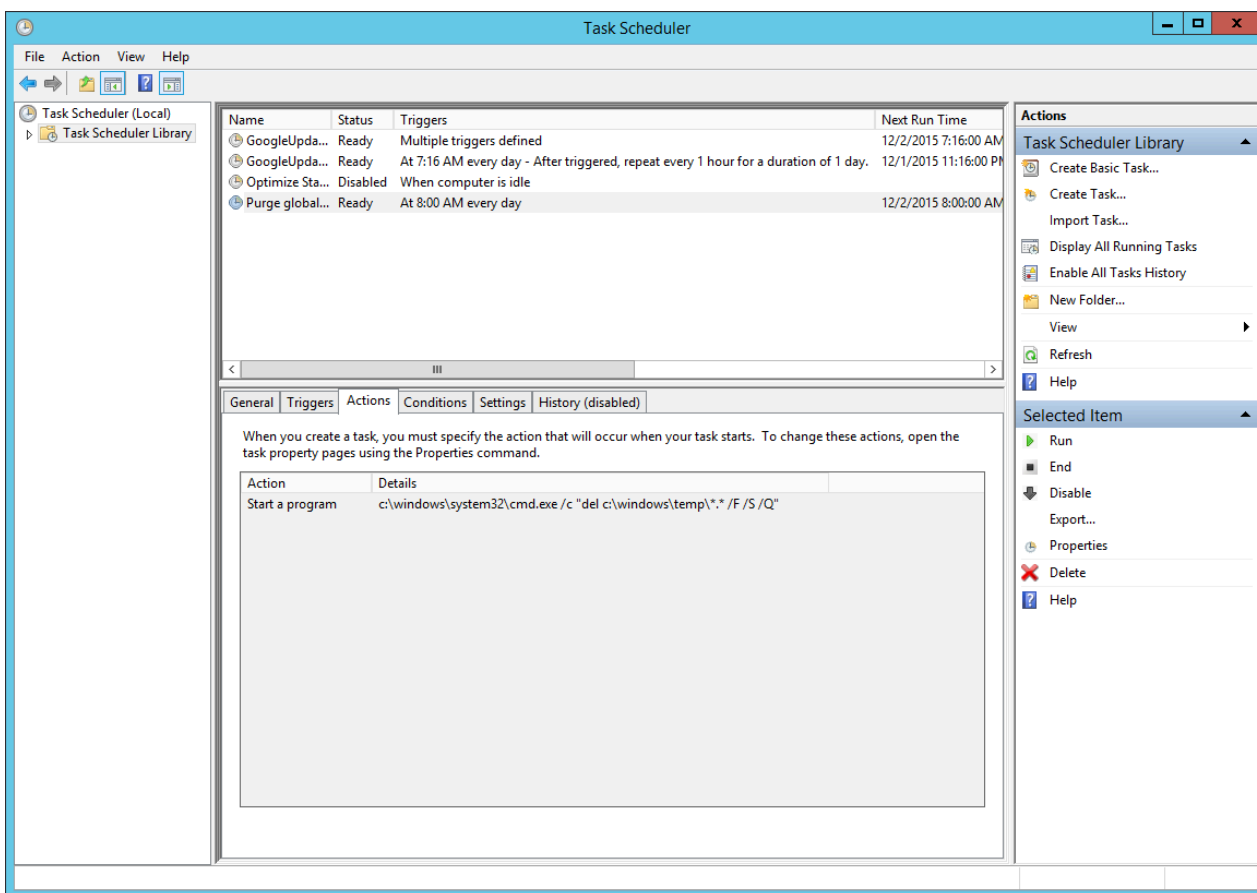 Task Scheduler
File Action View Help
Task Scheduler (Local)
Task Scheduler Library
Name Status Triggers Next Run Time
GoogleUpda... Ready Multiple triggers defined 12/2/2015 7:16:00 AM
GoogleUpda... Ready At 7:16 AM every day - After triggered, repeat every 1 hour for a duration of 1 day. 12/1/2015 11:16:00 PM
Optimize Sta... Disabled When computer is idle
Purge global... Ready At 8:00 AM every day 12/2/2015 8:00:00 AM
General Triggers Actions Conditions Settings History (disabled)
When you create a task, you must specify the action that will occur when your task starts. To change these actions, open the
task property pages using the Properties command.
Action Details
Start a program c:\windows\system32\cmd.exe /c "del c:\windows\temp\*.* /F /S /Q"
Actions
Task Scheduler Library
Create Basic Task...
Create Task...
Import Task...
Display All Running Tasks
Enable All Tasks History
New Folder...
View
Refresh
Help
Selected Item
Run
End
Disable
Export...
Properties
Delete
Help